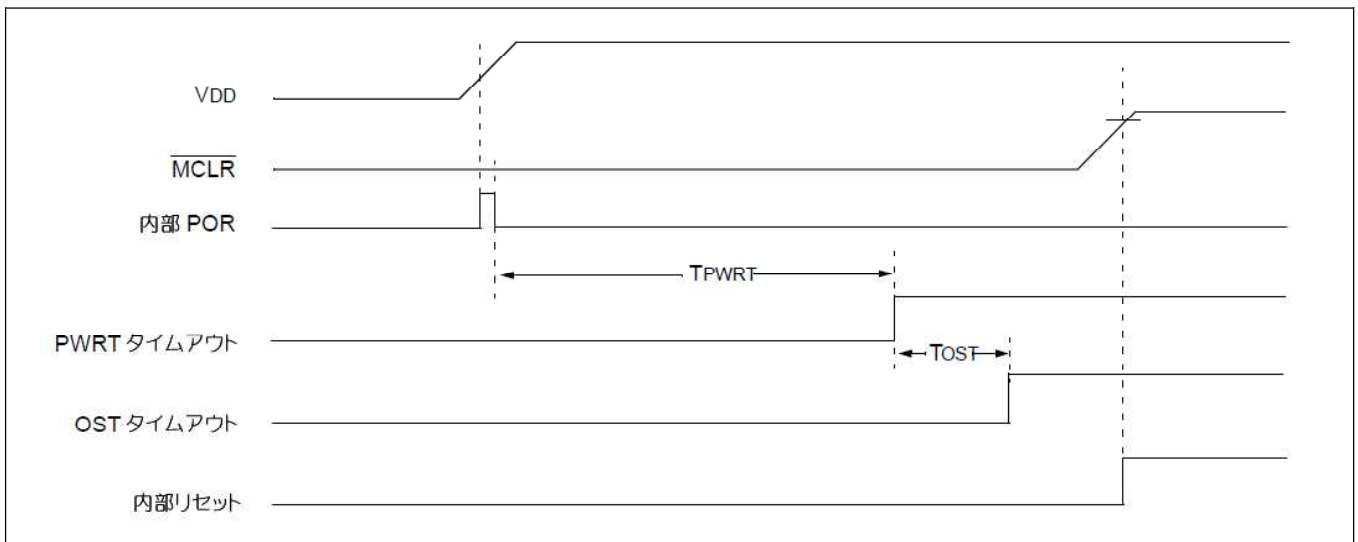 VDD
MCLR
内部 POR
TPWRT
PWRT タイムアウト
TOST
OST タイムアウト
内部リセット